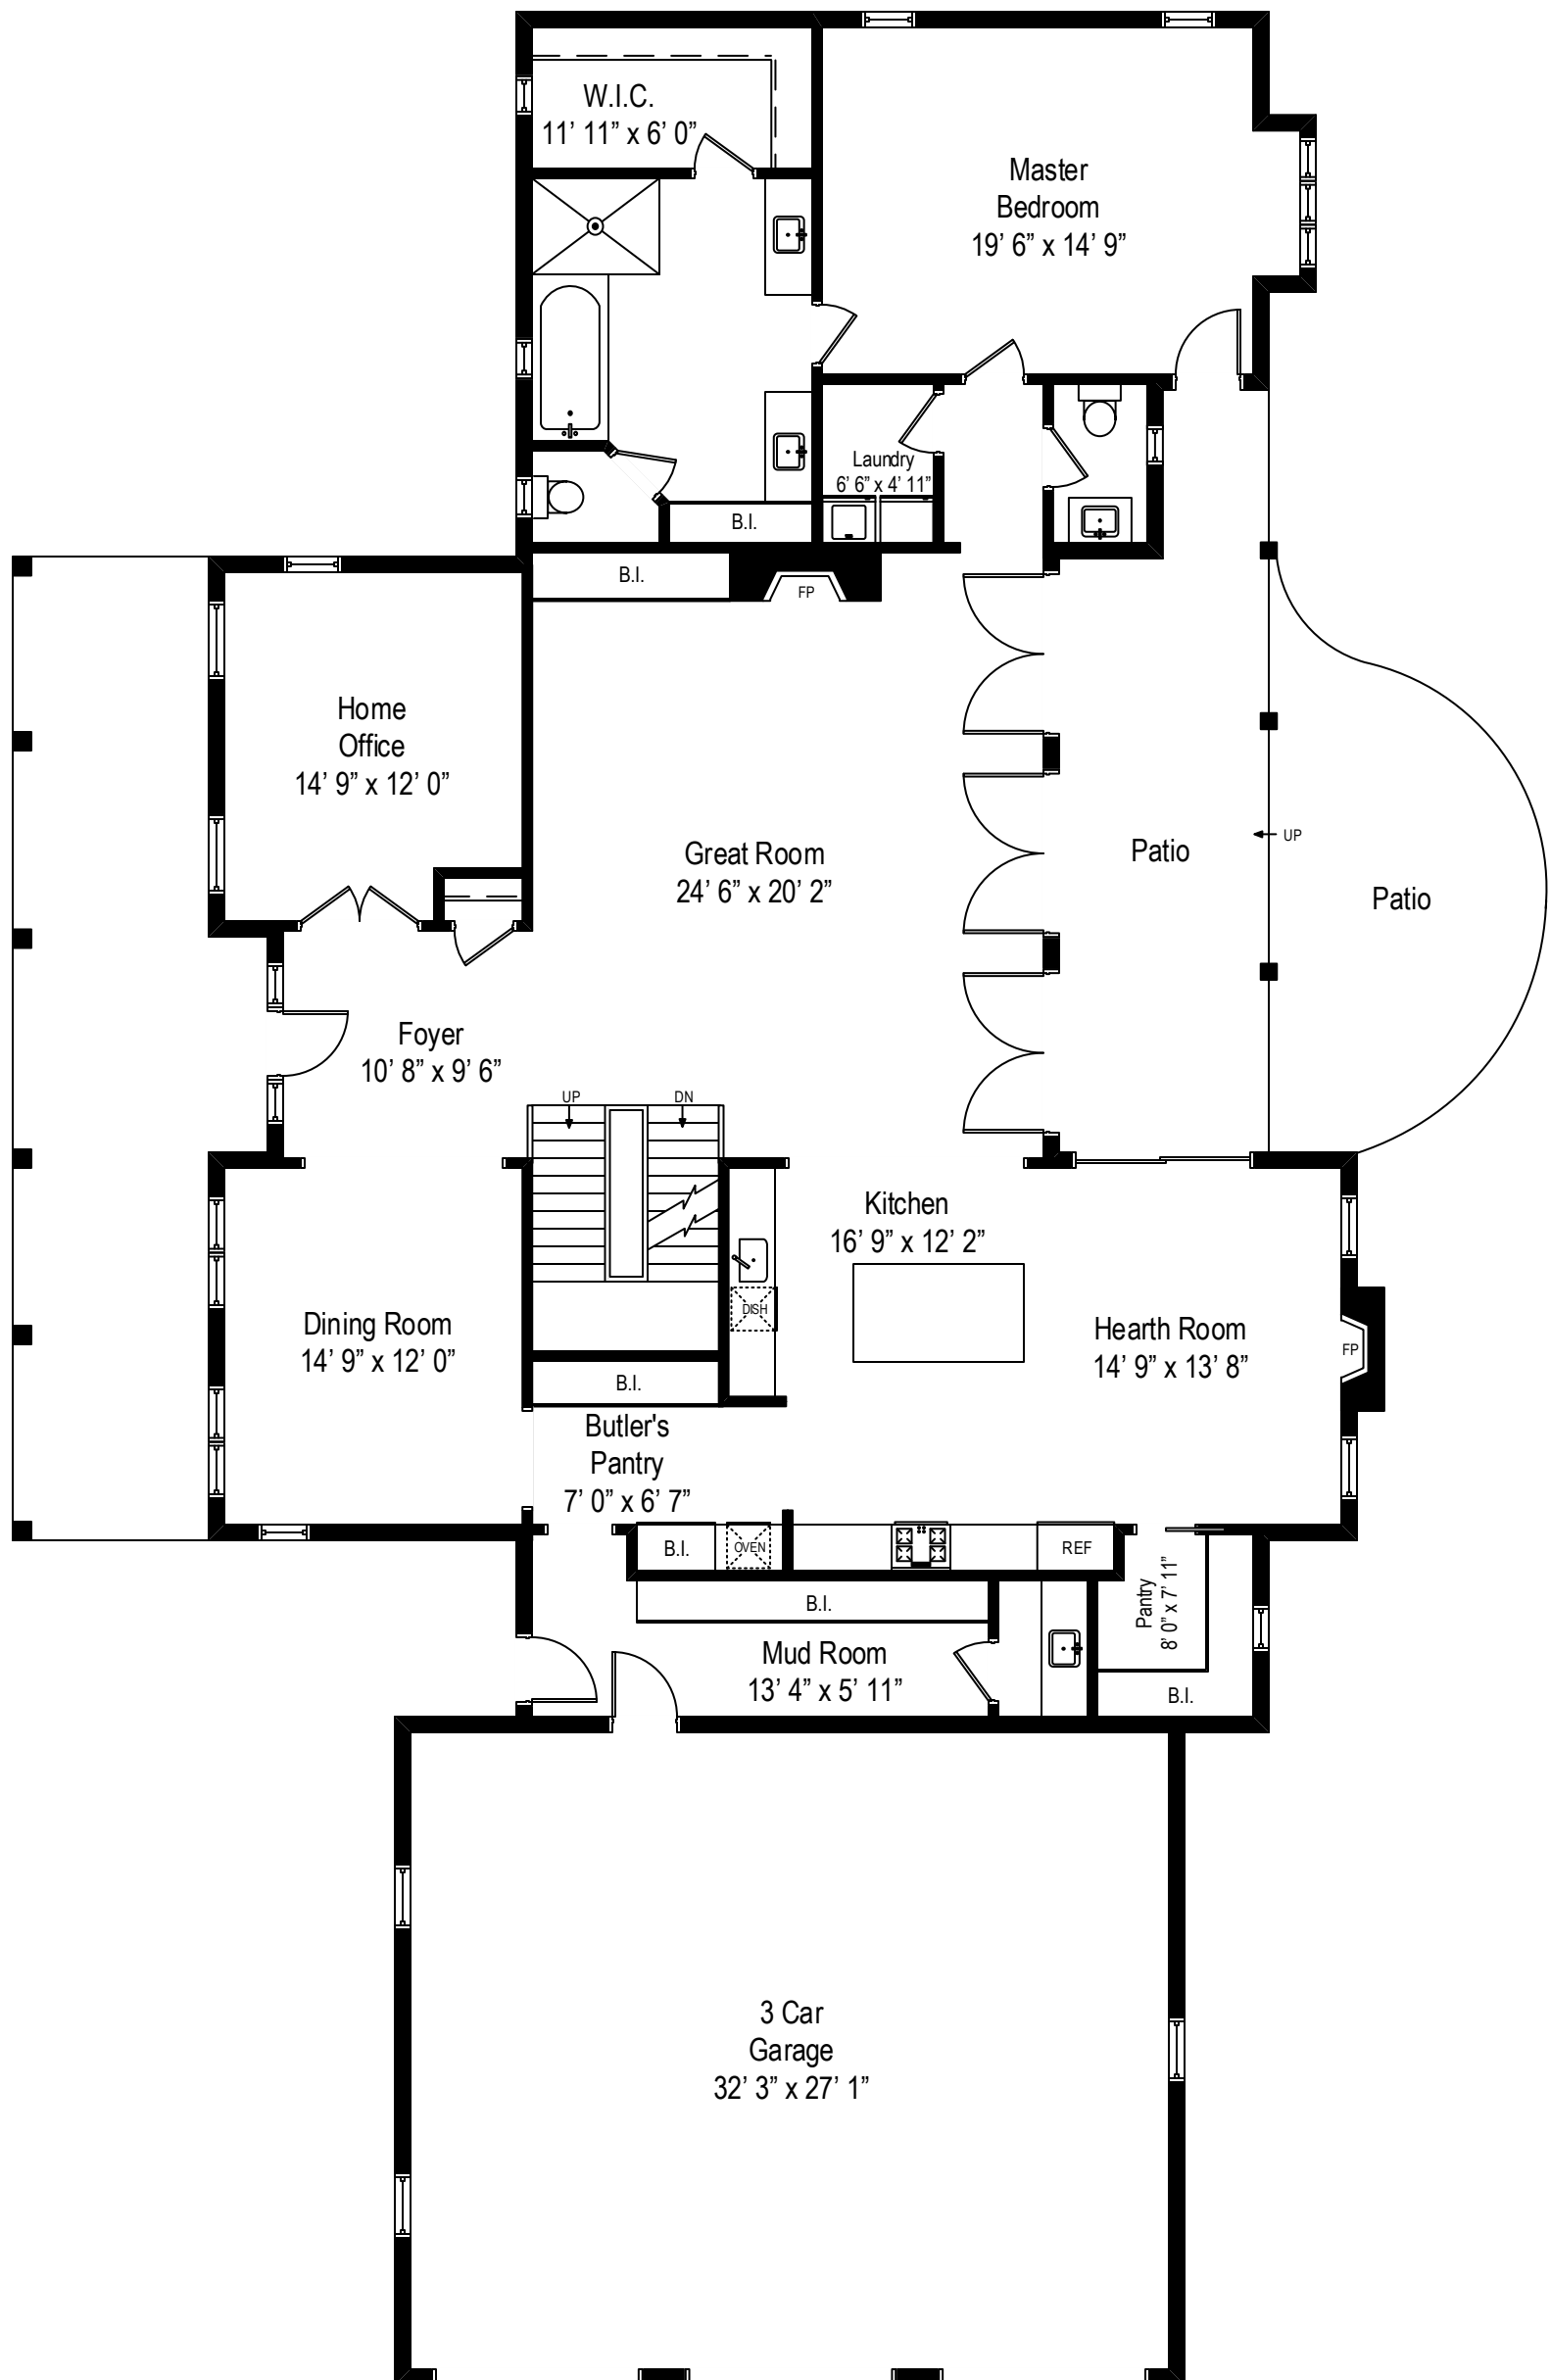 W.I.C.
11’ 11” x 6’ 0”
Master
Bedroom
19’ 6” x 14’ 9”
Laundry
6’ 6” x 4’ 11”
B.I.
B.I.
FP
Home
Office
14’ 9” x 12’ 0”
Great Room
24’ 6” x 20’ 2”
Patio
UP
Patio
Foyer
10’ 8” x 9’ 6”
UP
DN
Kitchen
16’ 9” x 12’ 2”
DISH
Dining Room
14’ 9” x 12’ 0”
Hearth Room
14’ 9” x 13’ 8”
FP
B.I.
Butler's
Pantry
7’ 0” x 6’ 7”
B.I.
OVEN
REF
Pantry
8’ 0” x 7’ 11”
B.I.
Mud Room
13’ 4” x 5’ 11”
B.I.
3 Car
Garage
32’ 3” x 27’ 1”